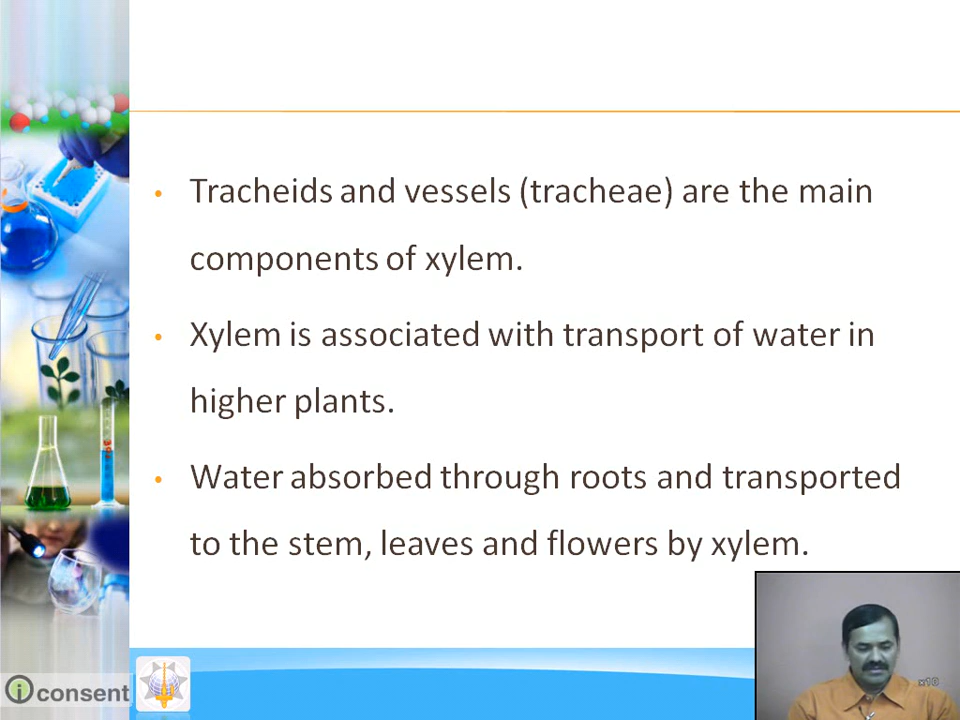 • Tracheids and vessels (tracheae) are the main
components of xylem.
• Xylem is associated with transport of water in
higher plants.
• Water absorbed through roots and transported
to the stem, leaves and flowers by xylem.
i consent
x10